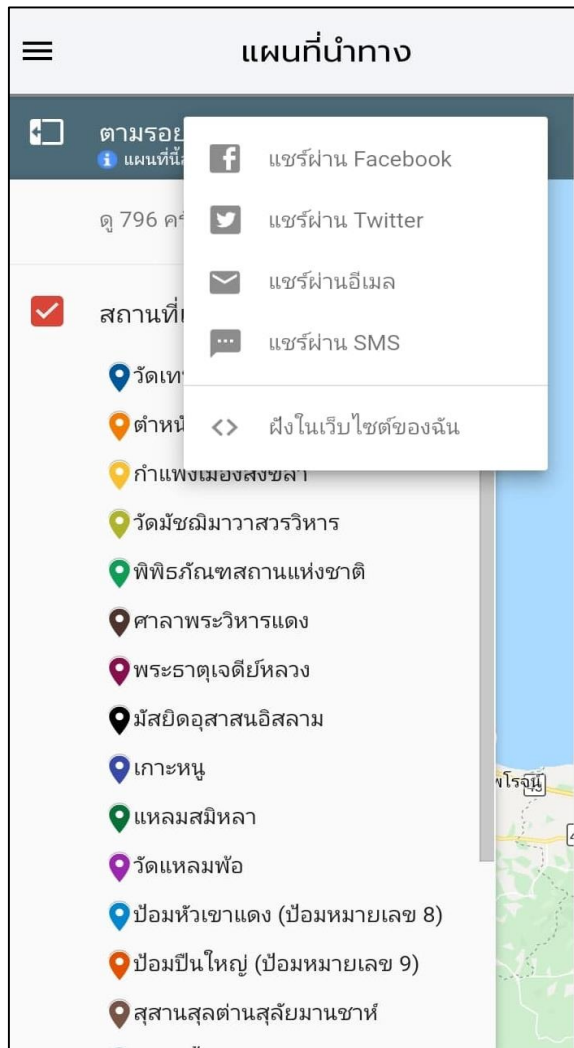 แผนที่นำทาง
ตามรอย
แผนที่นี้
แชร์ผ่าน Facebook
แชร์ผ่าน Twitter
ดู 796
แชร์ผ่านอีเมล
สถานที่
แชร์ผ่าน SMS
ฝังในเว็บไซต์ของฉัน
กำแพงเมืองสงขลา
วัดมัชฌิมาวาสวรวิหาร
พิพิธภัณฑสถานแห่งชาติ
ศาลาพระวิหารแดง
พระธาตุเจดีย์หลวง
มัสยิดอุสาสนอิสลาม
เกาะหนู
แหลมสมิหลา
วัดแหลมพ้อ
ป้อมหัวเขาแดง (ป้อมหมายเลข 8)
ป้อมปืนใหญ่ (ป้อมหมายเลข 9)
สุสานสุลต่านสุลัยมานชาห์